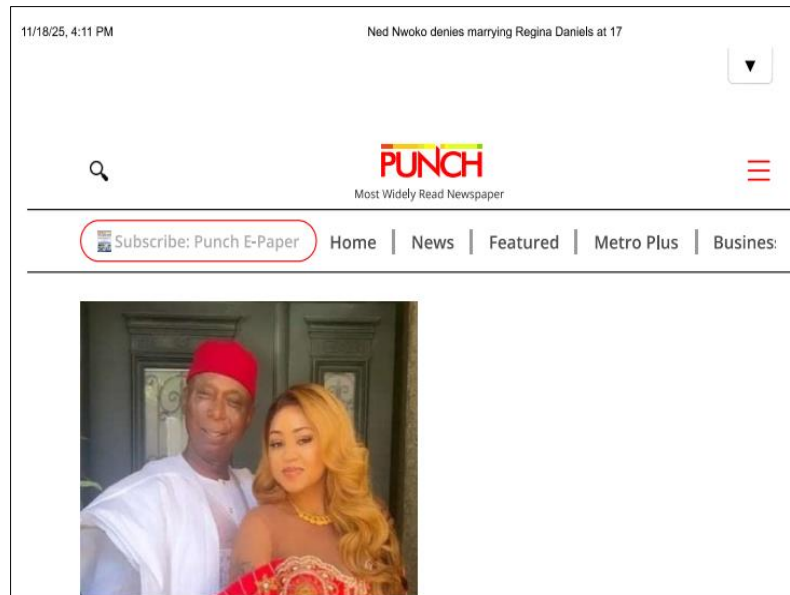 11/18/25, 4:11 PM Ned Nwoko denies marrying Regina Daniels at 17
PUNCH
Most Widely Read Newspaper
Subscribe: Punch E-Paper Home News Featured Metro Plus Busines